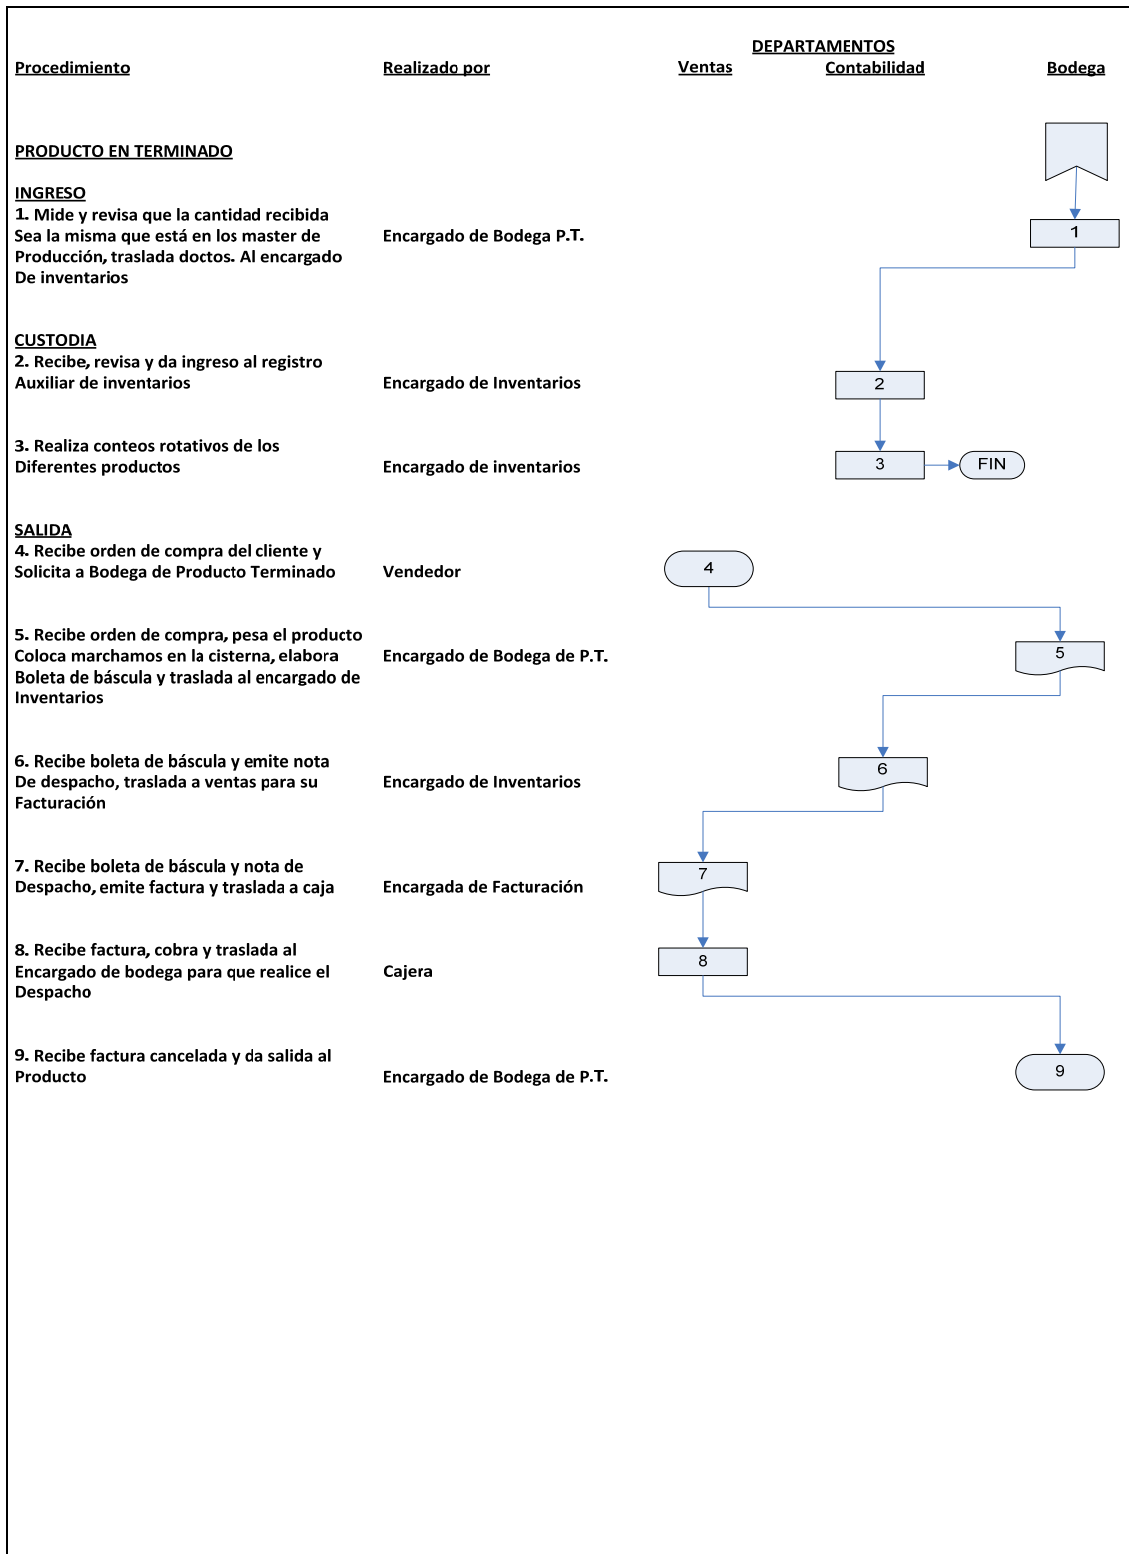 DEPARTAMENTOS
Procedimiento Realizado por Ventas Contabilidad Bodega
PRODUCTO EN TERMINADO
INGRESO
1. Mide y revisa que la cantidad recibida
Sea la misma que está en los master de Encargado de Bodega P.T. 1
Producción, traslada doctos. Al encargado
De inventarios
CUSTODIA
2. Recibe, revisa y da ingreso al registro
Auxiliar de inventarios Encargado de Inventarios 2
3. Realiza conteos rotativos de los
Diferentes productos Encargado de inventarios 3 FIN
SALIDA
4. Recibe orden de compra del cliente y
Solicita a Bodega de Producto Terminado Vendedor 4
5. Recibe orden de compra, pesa el producto
Coloca marchamos en la cisterna, elabora Encargado de Bodega de P.T. 5
Boleta de báscula y traslada al encargado de
Inventarios
6. Recibe boleta de báscula y emite nota
De despacho, traslada a ventas para su Encargado de Inventarios 6
Facturación
7. Recibe boleta de báscula y nota de
Despacho, emite factura y traslada a caja Encargada de Facturación 7
8. Recibe factura, cobra y traslada al
Encargado de bodega para que realice el Cajera 8
Despacho
9. Recibe factura cancelada y da salida al
Producto Encargado de Bodega de P.T. 9